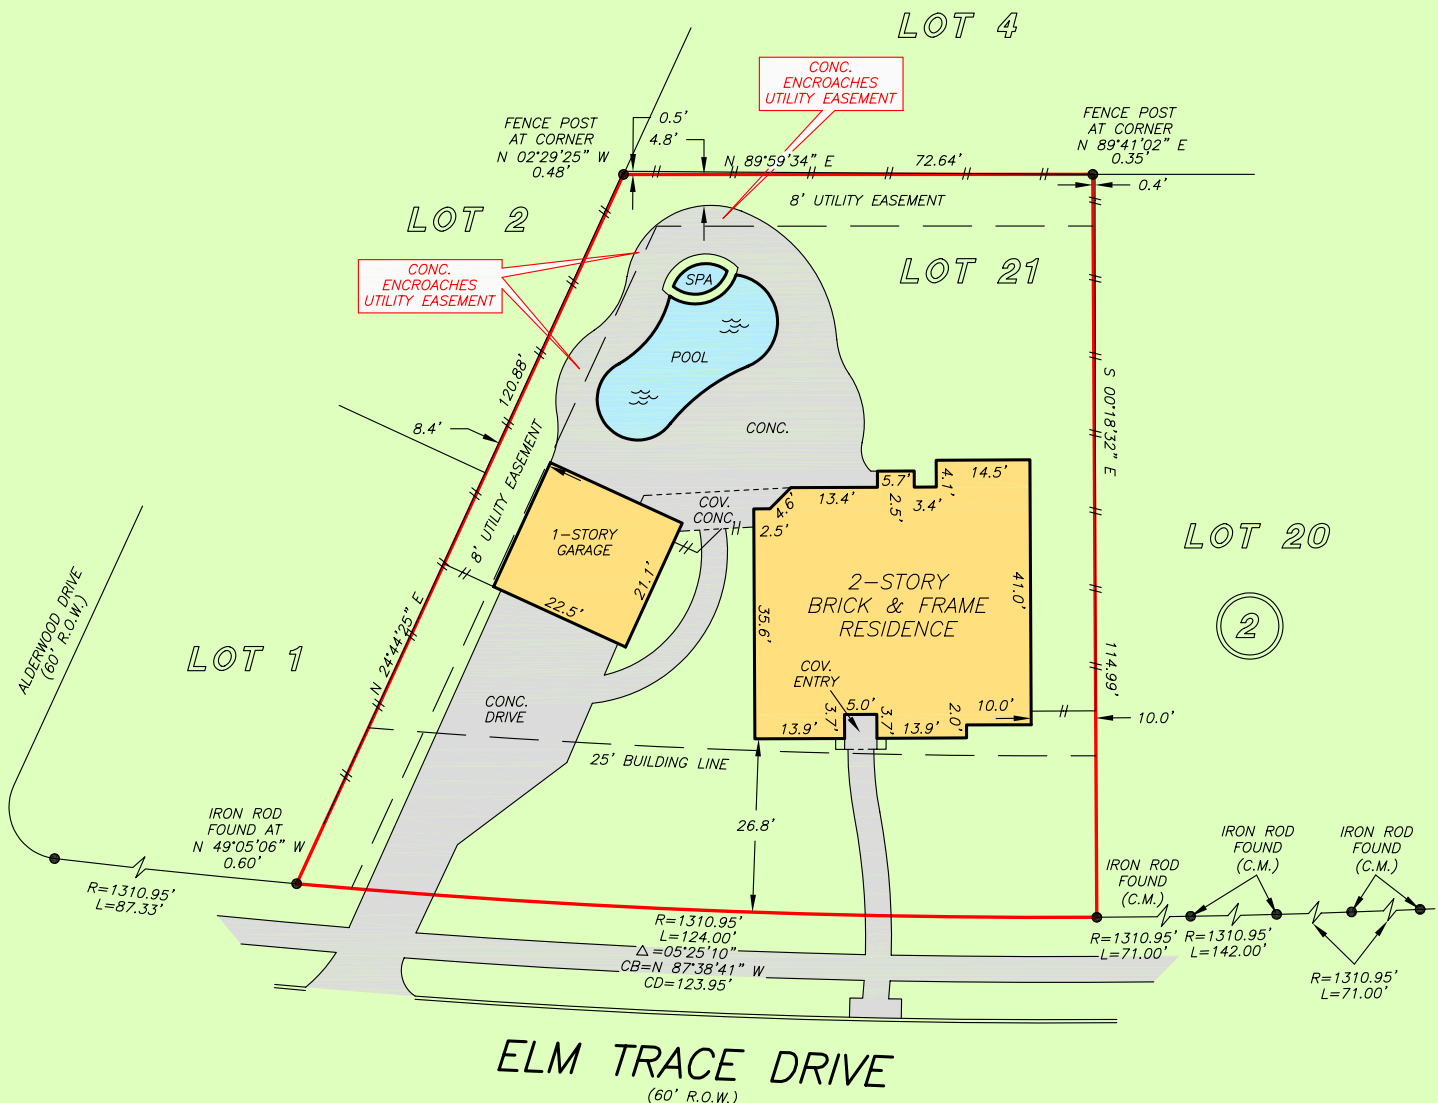 LOT 4
CONC.
ENCROACHES
UTILITY EASEMENT
FENCE POST
AT CORNER
N 02°29'25" W
0.48'
0.5'
4.8'
N 89°59'34" E
72.64'
FENCE POST
AT CORNER
N 89°41'02" E
0.35'
0.4'
8' UTILITY EASEMENT
LOT 2
LOT 21
CONC.
ENCROACHES
UTILITY EASEMENT
SPA
POOL
120.88'
8.4'
8' UTILITY EASEMENT
CONC.
S 00°18'32" E
114.99'
COV.
CONC.
1-STORY
GARAGE
22.5'
21.1'
2.5'
4.6'
13.4'
5.7'
2.5'
3.4'
4.1'
14.5'
41.0'
35.6'
2-STORY
BRICK & FRAME
RESIDENCE
COV.
ENTRY
5.0'
3.7'
3.7'
13.9'
13.9'
2.0'
10.0'
10.0'
LOT 20
2
ALDERWOOD DRIVE
(60' R.O.W.)
LOT 1
N 24°44'25" E
CONC.
DRIVE
25' BUILDING LINE
26.8'
IRON ROD
FOUND AT
N 49°05'06" W
0.60'
R=1310.95'
L=87.33'
R=1310.95'
L=124.00'
△=05°25'10"
CB=N 87°38'41" W
CD=123.95'
IRON ROD
FOUND
(C.M.)
IRON ROD
FOUND
(C.M.)
IRON ROD
FOUND
(C.M.)
R=1310.95'
L=71.00'
R=1310.95'
L=142.00'
R=1310.95'
L=71.00'
ELM TRACE DRIVE
(60' R.O.W.)